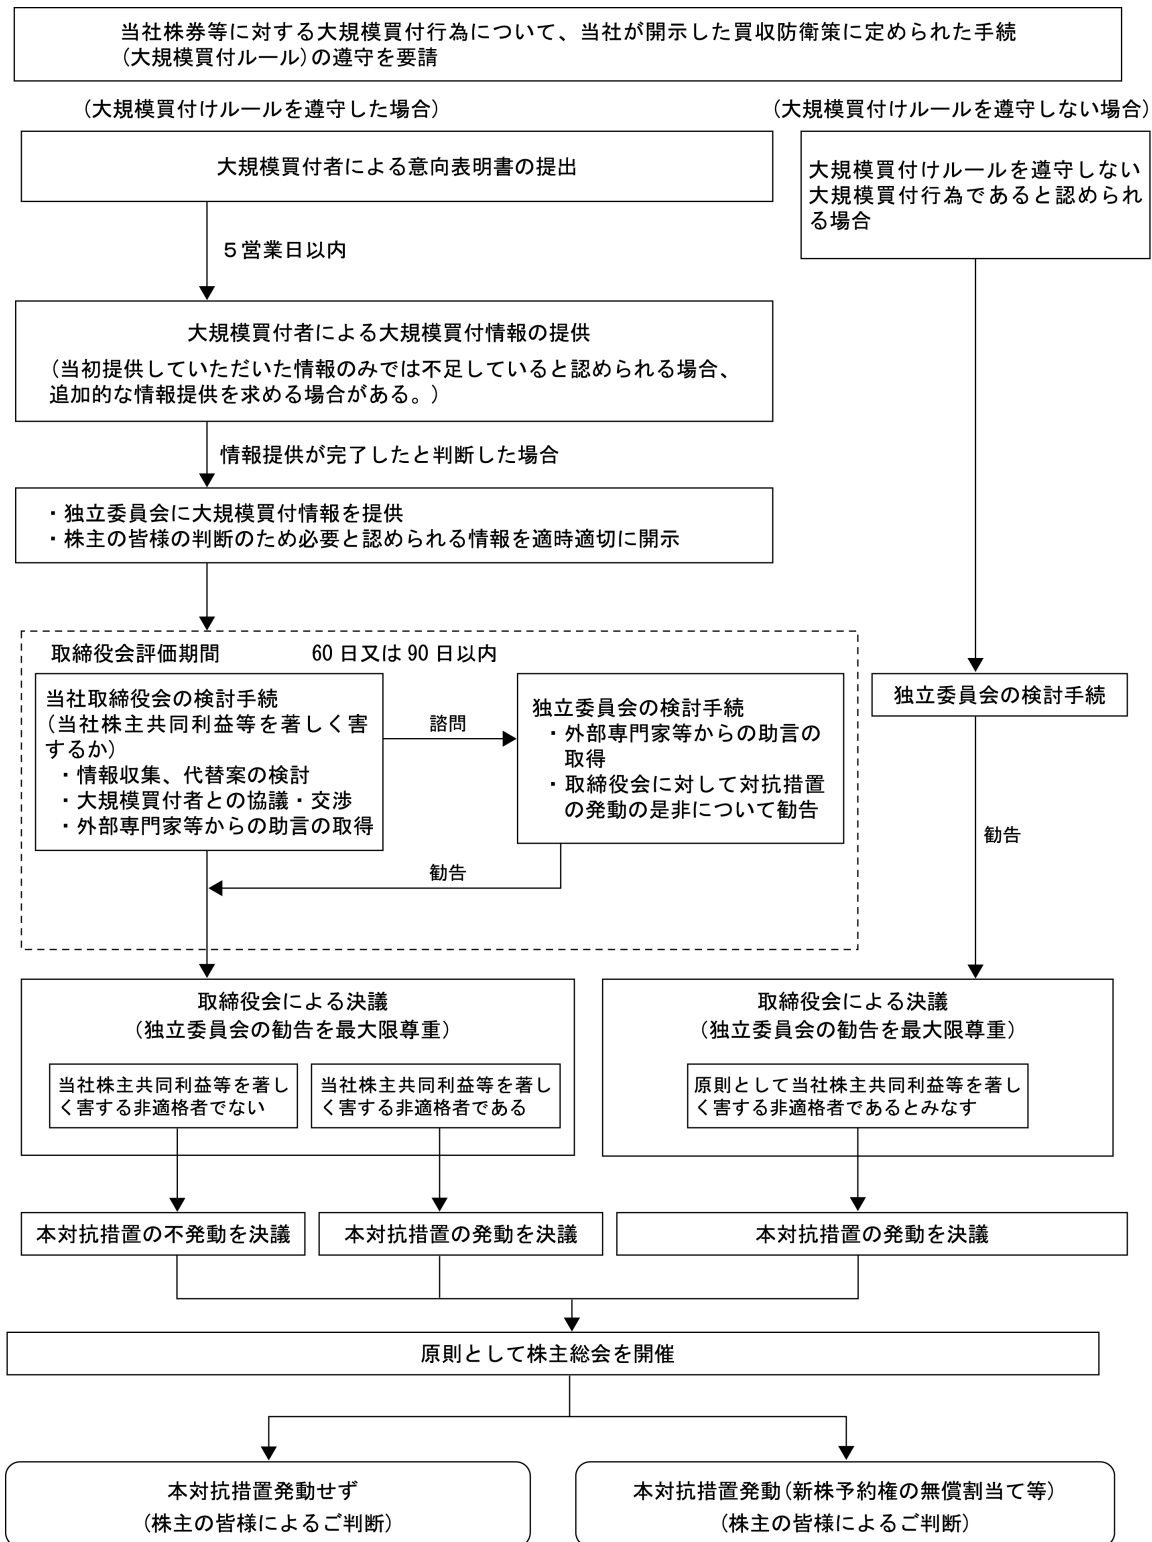 当社株券等に対する大規模買付行為について、当社が開示した買収防衛策に定められた手続
(大規模買付ルール)の遵守を要請
(大規模買付けルールを遵守した場合)
(大規模買付けルールを遵守しない場合)
大規模買付者による意向表明書の提出
大規模買付けルールを遵守しない
大規模買付行為であると認められ
る場合
５営業日以内
大規模買付者による大規模買付情報の提供
(当初提供していただいた情報のみでは不足していると認められる場合、
追加的な情報提供を求める場合がある。)
情報提供が完了したと判断した場合
・独立委員会に大規模買付情報を提供
・株主の皆様の判断のため必要と認められる情報を適時適切に開示
取締役会評価期間　60 日又は 90 日以内
当社取締役会の検討手続
(当社株主共同利益等を著しく害
するか)
・情報収集、代替案の検討
・大規模買付者との協議・交渉
・外部専門家等からの助言の取得
諮問
独立委員会の検討手続
・外部専門家等からの助言の
取得
・取締役会に対して対抗措置
の発動の是非について勧告
勧告
独立委員会の検討手続
勧告
取締役会による決議
(独立委員会の勧告を最大限尊重)
当社株主共同利益等を著し
く害する非適格者でない
当社株主共同利益等を著し
く害する非適格者である
取締役会による決議
(独立委員会の勧告を最大限尊重)
原則として当社株主共同利益等を著し
く害する非適格者であるとみなす
本対抗措置の不発動を決議
本対抗措置の発動を決議
本対抗措置の発動を決議
原則として株主総会を開催
本対抗措置発動せず
(株主の皆様によるご判断)
本対抗措置発動(新株予約権の無償割当て等)
(株主の皆様によるご判断)